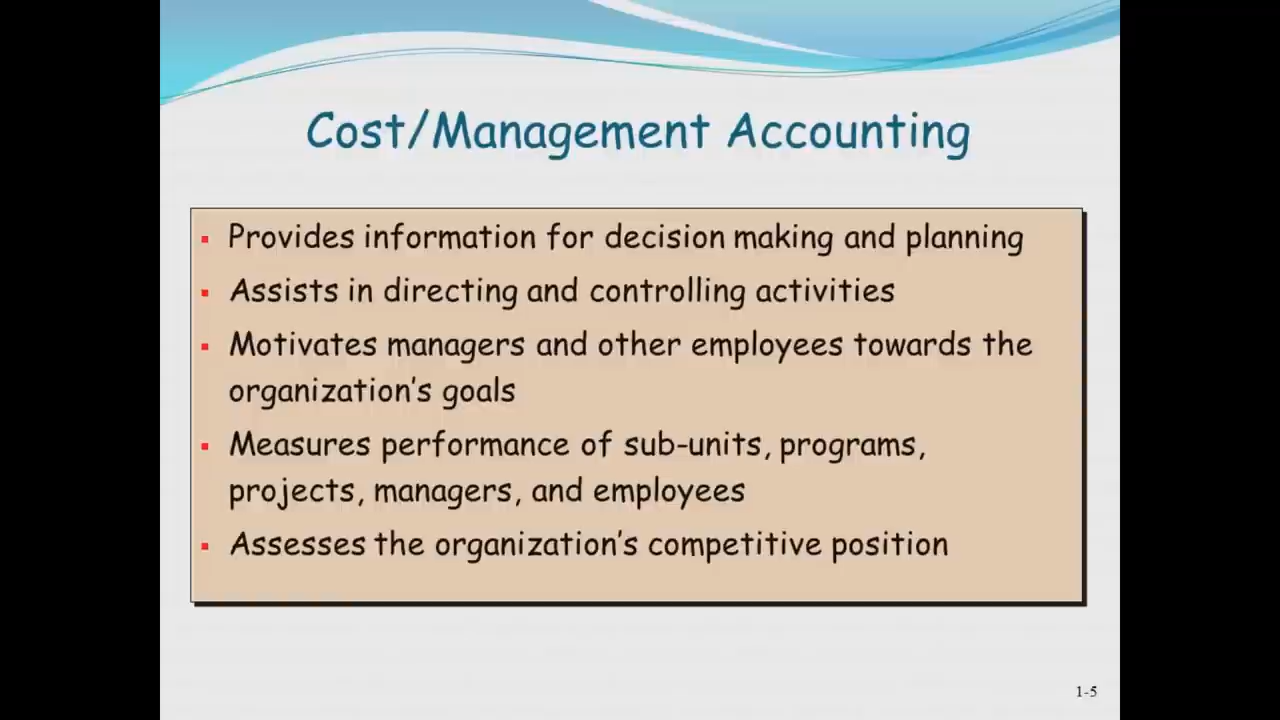 Cost/Management Accounting
▪ Provides information for decision making and planning
▪ Assists in directing and controlling activities
▪ Motivates managers and other employees towards the
organization's goals
▪ Measures performance of sub-units, programs,
projects, managers, and employees
▪ Assesses the organization's competitive position
1-5